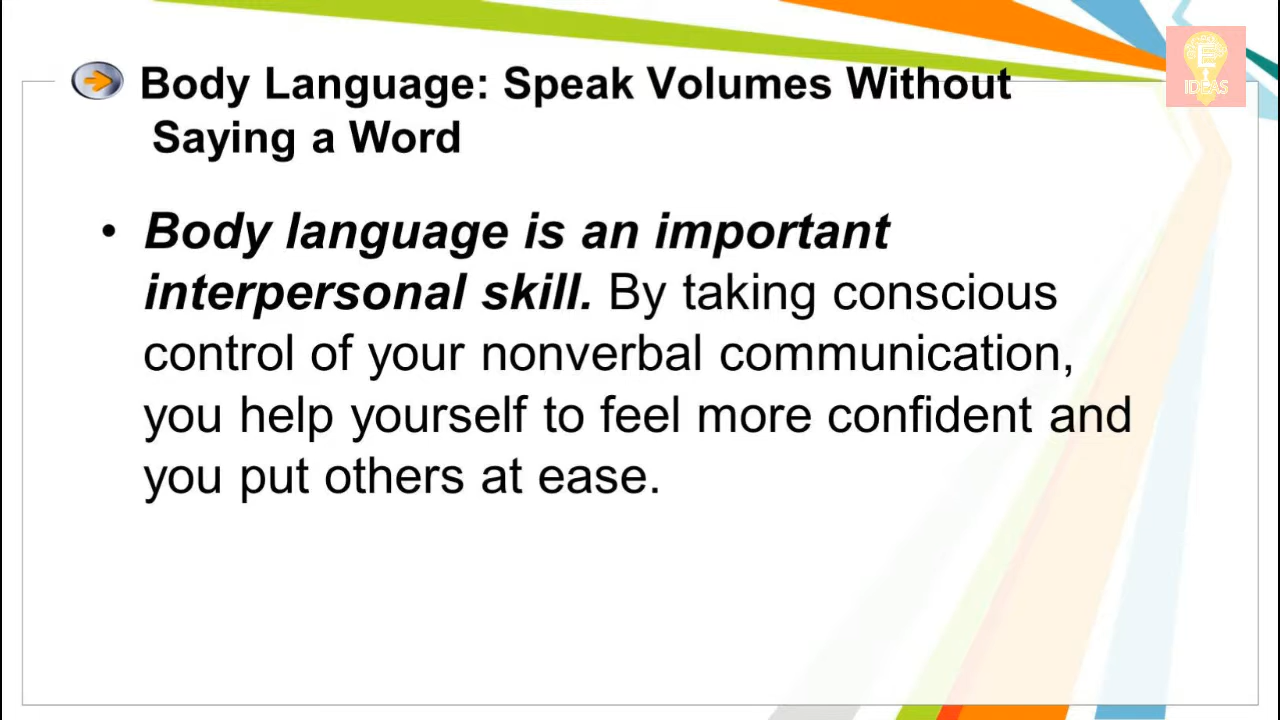 Body Language: Speak Volumes Without
Saying a Word
• Body language is an important
interpersonal skill. By taking conscious
control of your nonverbal communication,
you help yourself to feel more confident and
you put others at ease.
E
IDEAS